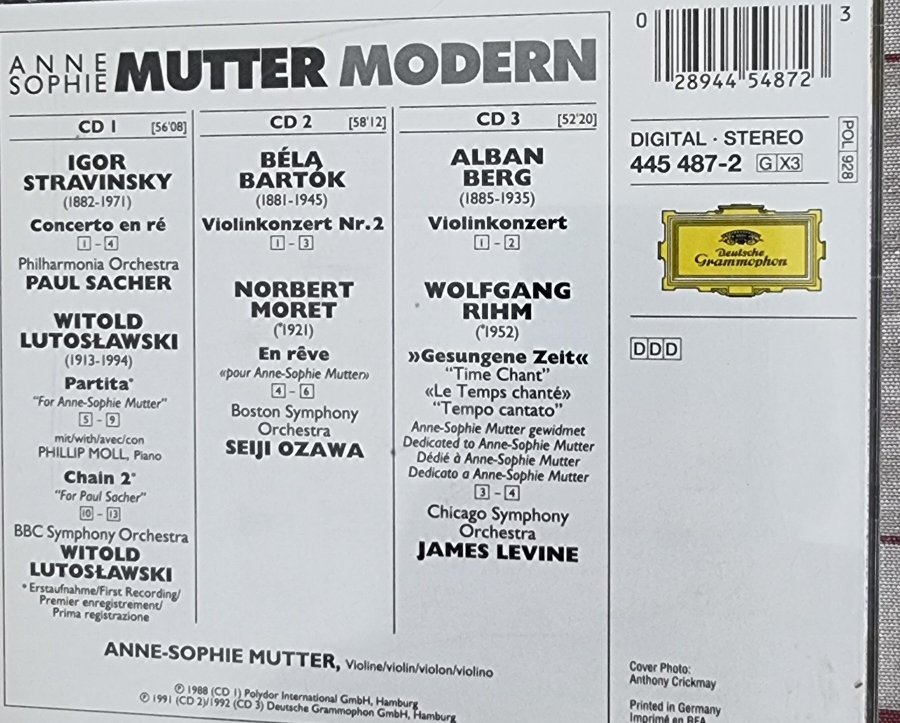 ANNE
SOPHIE MUTTER MODERN
CD 1 [56'08]
IGOR
STRAVINSKY
(1882-1971)
Concerto en ré
1 - 4
Philharmonia Orchestra
PAUL SACHER
WITOLD
LUTOSŁAWSKI
(1913-1994)
Partita*
"For Anne-Sophie Mutter"
5 - 9
mit/with/avec/con
PHILLIP MOLL, Piano
Chain 2*
"For Paul Sacher"
10 - 13
BBC Symphony Orchestra
WITOLD
LUTOSŁAWSKI
* Erstaufnahme/First Recording/
Premier enregistrement/
Prima registrazione
CD 2 [58'12]
BÉLA
BARTÓK
(1881-1945)
Violinkonzert Nr. 2
1 - 3
NORBERT
MORET
(*1921)
En rêve
«pour Anne-Sophie Mutter»
4 - 6
Boston Symphony
Orchestra
SEIJI OZAWA
CD 3 [52'20]
ALBAN
BERG
(1885-1935)
Violinkonzert
1 - 2
WOLFGANG
RIHM
(*1952)
»Gesungene Zeit«
"Time Chant"
«Le Temps chanté»
"Tempo cantato"
Anne-Sophie Mutter gewidmet
Dedicated to Anne-Sophie Mutter
Dédié à Anne-Sophie Mutter
Dedicato a Anne-Sophie Mutter
3 - 4
Chicago Symphony
Orchestra
JAMES LEVINE
ANNE-SOPHIE MUTTER, Violine/violin/violon/violino
℗ 1988 (CD 1) Polydor International GmbH, Hamburg
℗ 1991 (CD 2)/1992 (CD 3) Deutsche Grammophon GmbH, Hamburg
0 28944 54872 3
DIGITAL · STEREO
445 487-2 G X3
POL 928
Deutsche
Grammophon
DDD
Cover Photo:
Anthony Crickmay
Printed in Germany
Imprimé en RFA